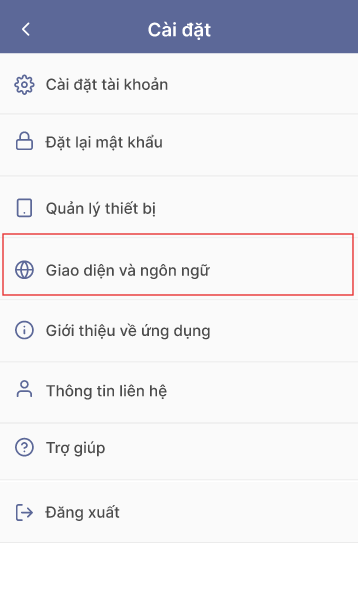 Cài đặt
Cài đặt tài khoản
Đặt lại mật khẩu
Quản lý thiết bị
Giao diện và ngôn ngữ
Giới thiệu về ứng dụng
Thông tin liên hệ
Trợ giúp
Đăng xuất